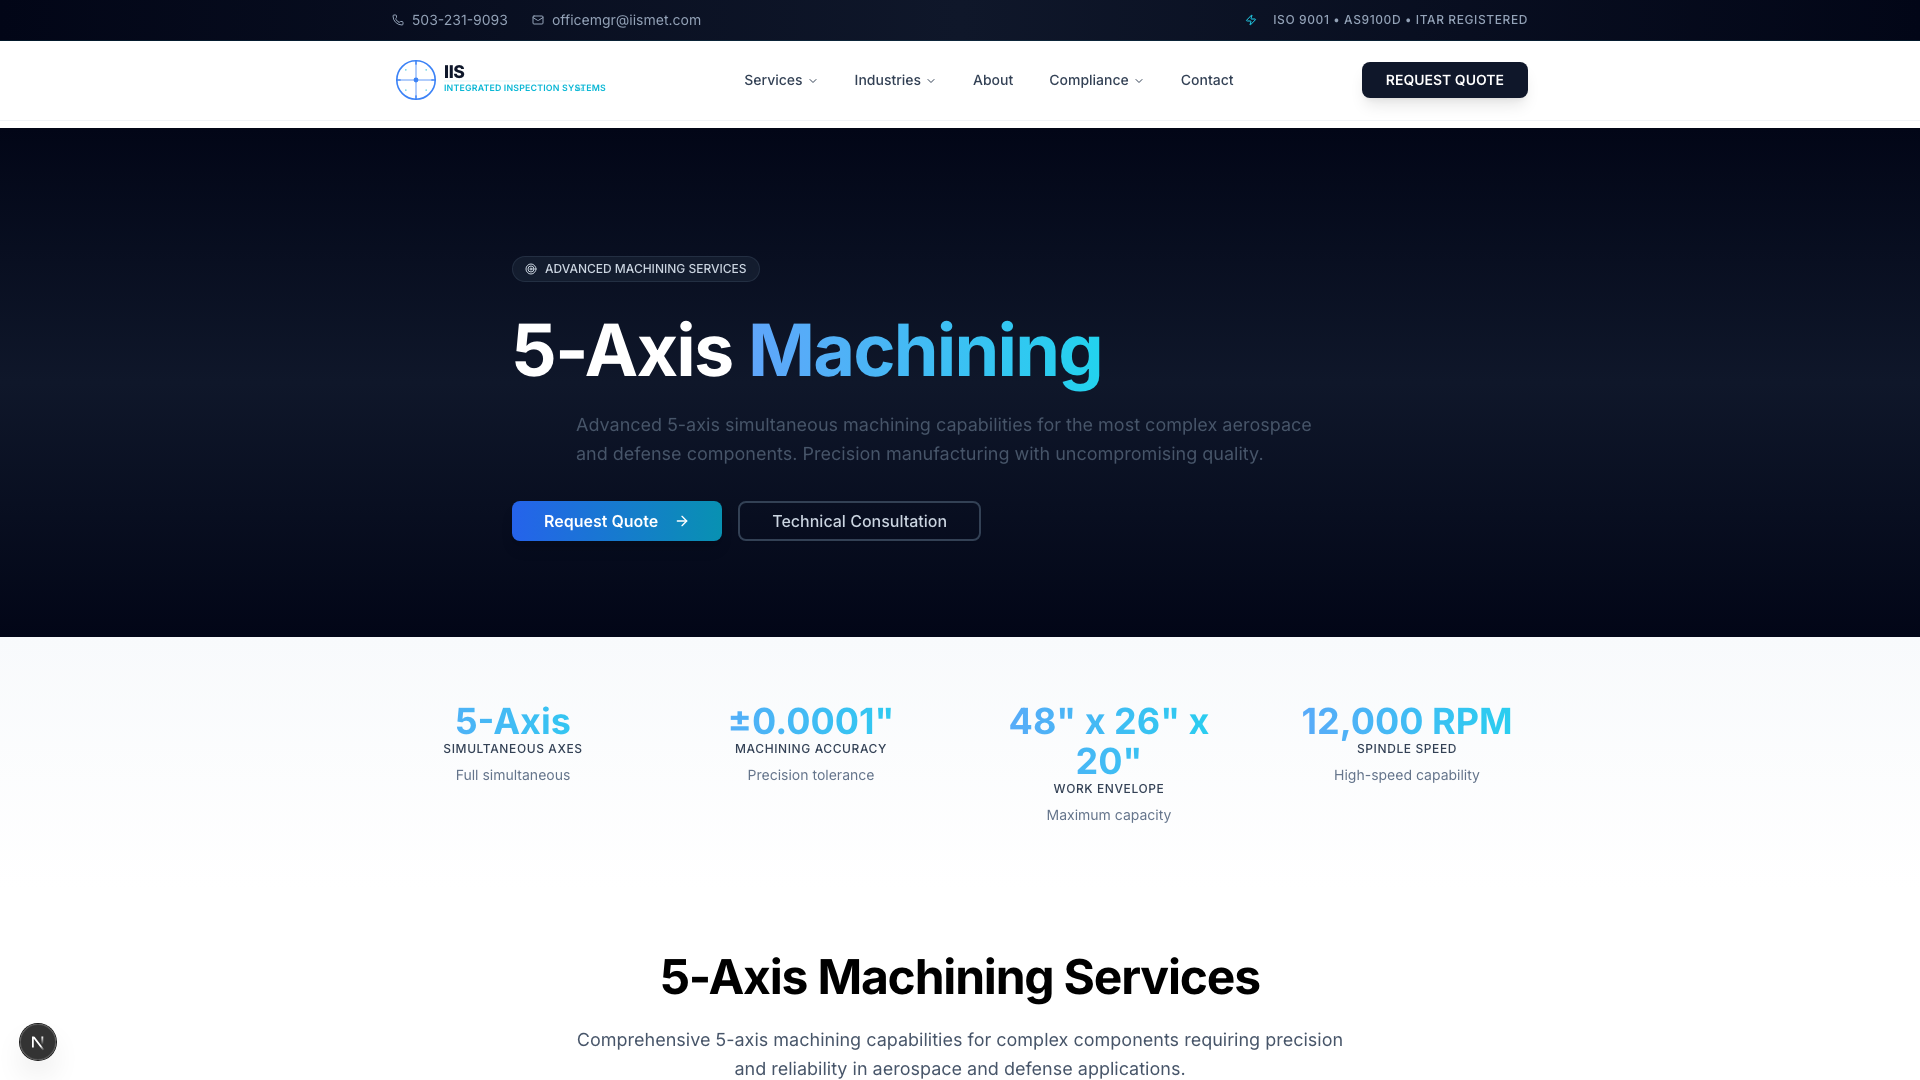 503-231-9093
officemgr@iismet.com
ISO 9001 • AS9100D • ITAR REGISTERED
IIS
INTEGRATED INSPECTION SYSTEMS
Services
Industries
About
Compliance
Contact
REQUEST QUOTE
ADVANCED MACHINING SERVICES
5-Axis Machining
Advanced 5-axis simultaneous machining capabilities for the most complex aerospace
and defense components. Precision manufacturing with uncompromising quality.
Request Quote
Technical Consultation
5-Axis
SIMULTANEOUS AXES
Full simultaneous
±0.0001"
MACHINING ACCURACY
Precision tolerance
48" x 26" x
20"
WORK ENVELOPE
Maximum capacity
12,000 RPM
SPINDLE SPEED
High-speed capability
5-Axis Machining Services
Comprehensive 5-axis machining capabilities for complex components requiring precision
and reliability in aerospace and defense applications.
N